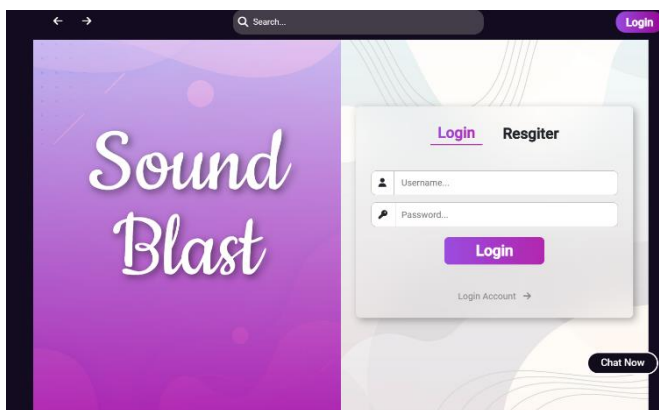 Search...
Login
Sound
Blast
Login Resgiter
Username...
Password...
Login
Login Account
Chat Now